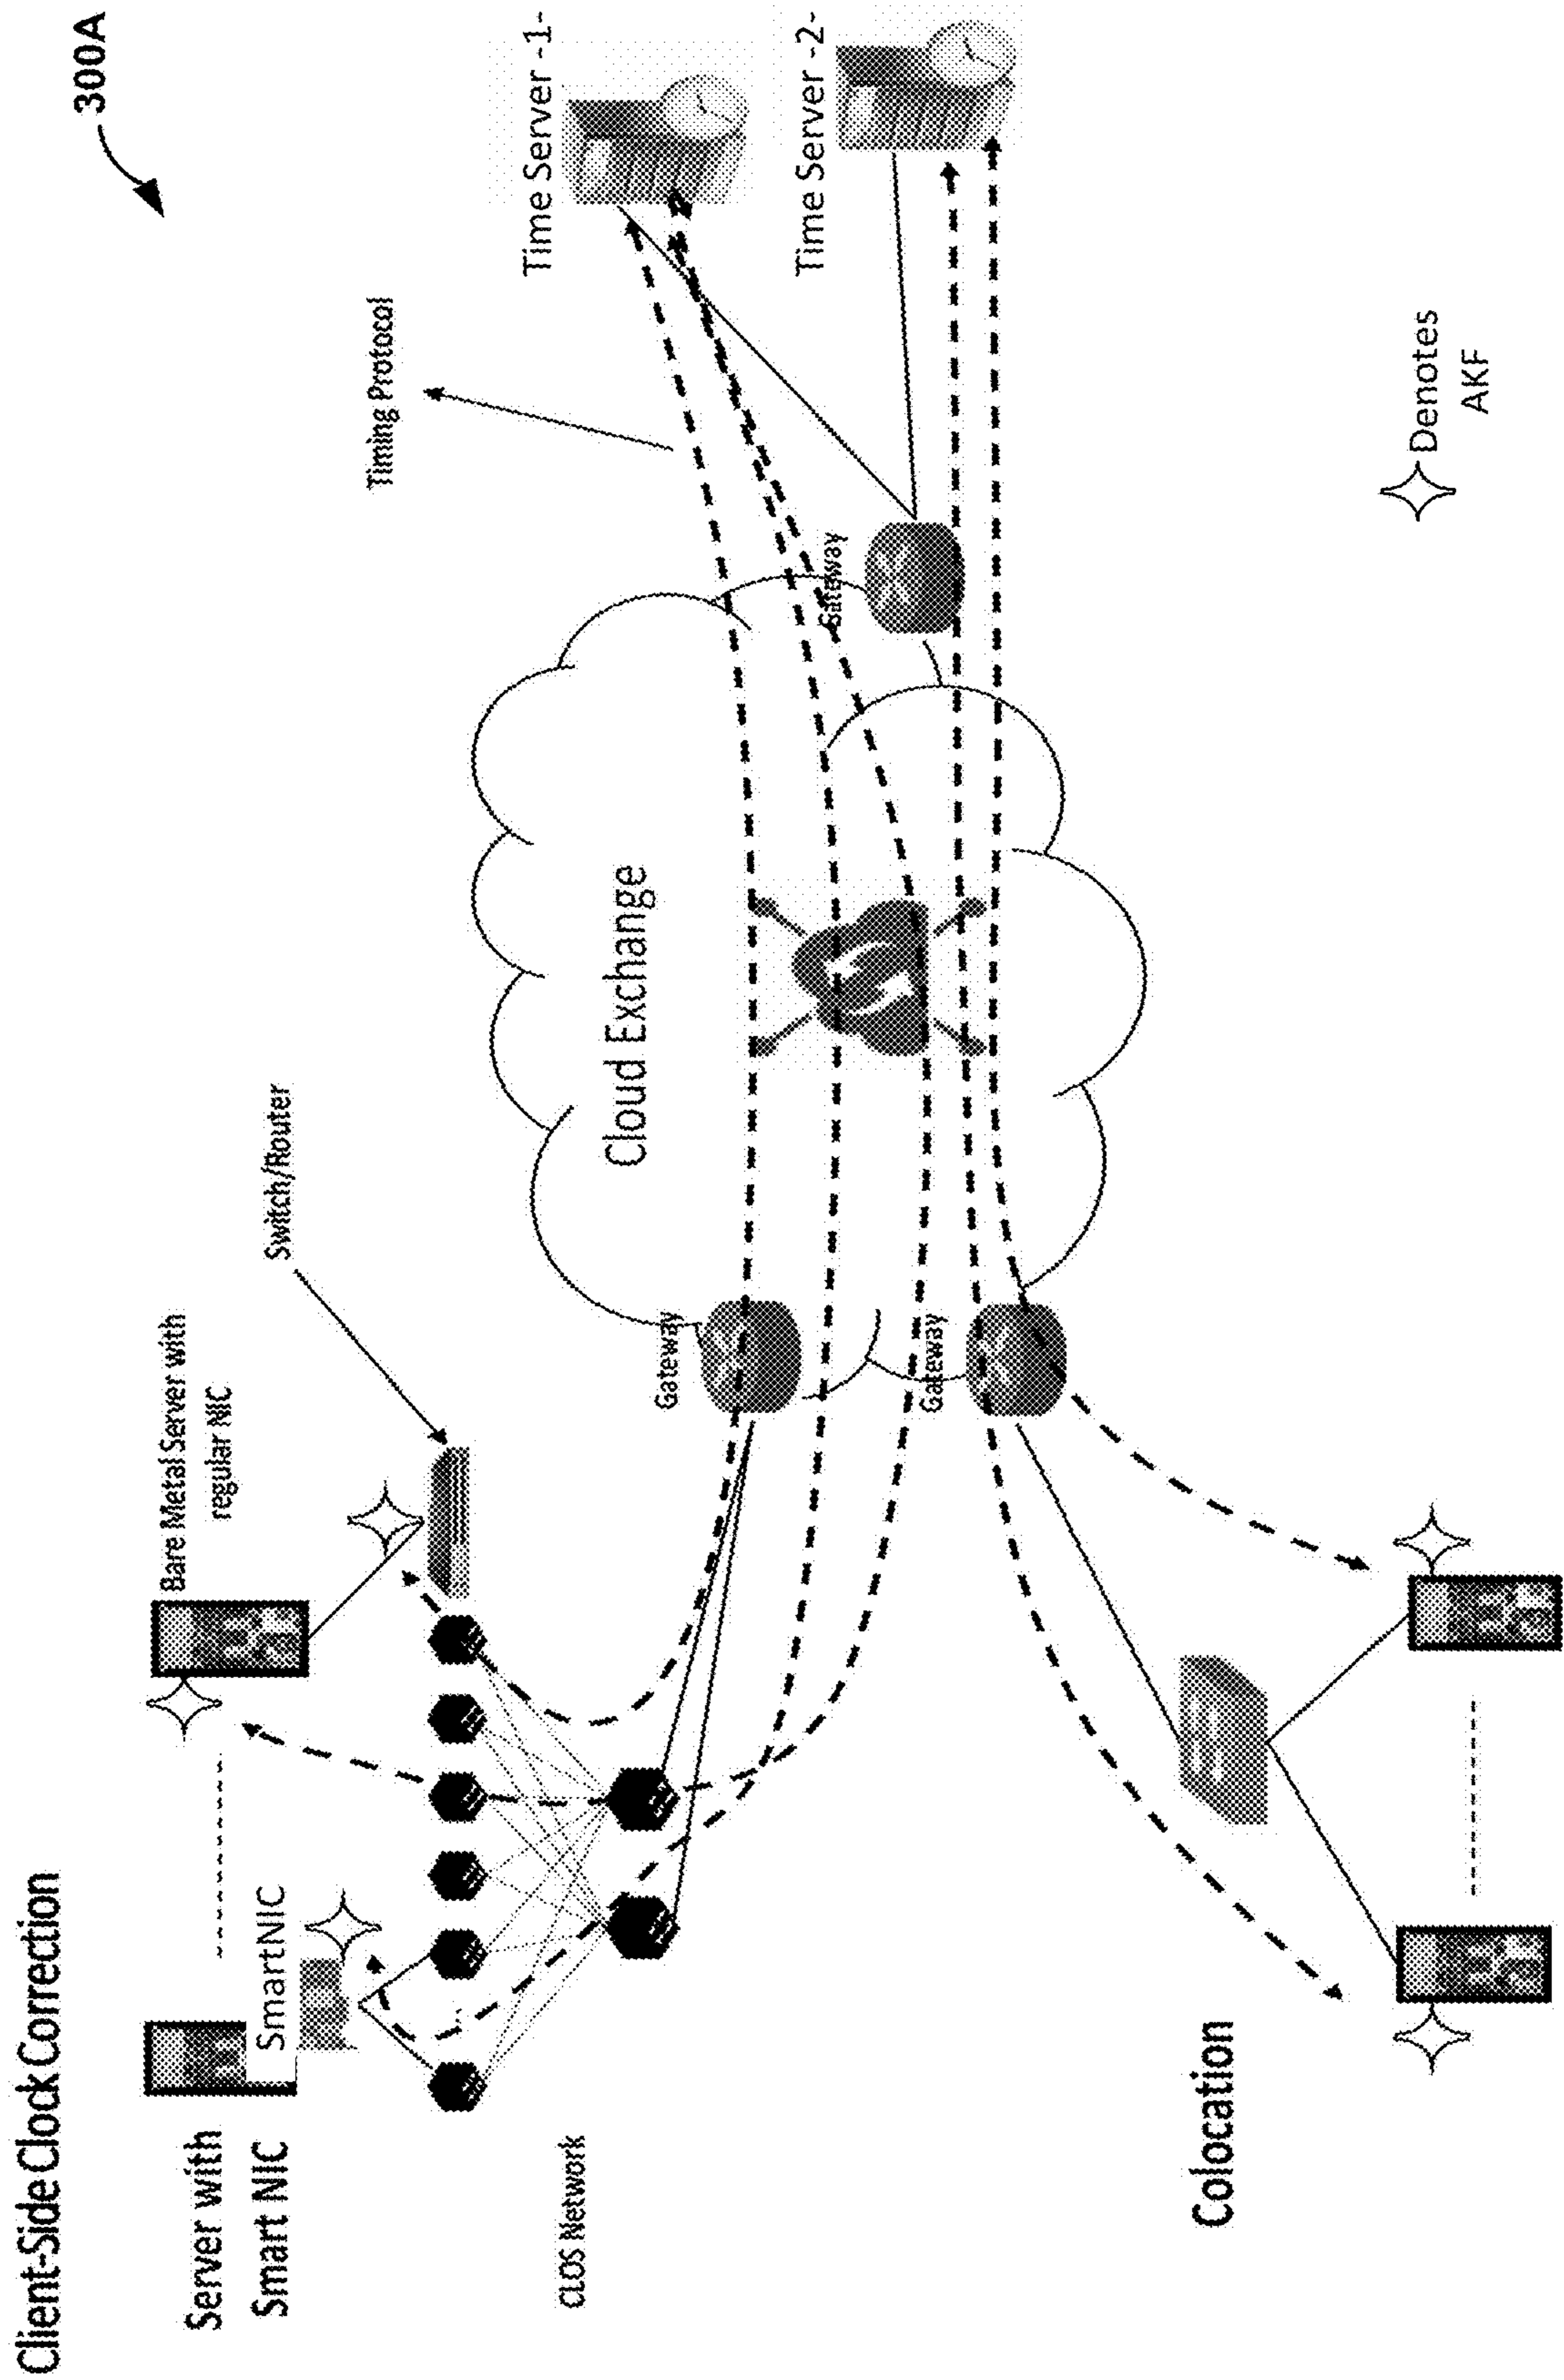 Client-Side Clock Correction
300A
Server with
Smart NIC
SmartNIC
Bare Metal Server with
regular NIC
Switch/Router
CLOS Network
Timing Protocol
Time Server -1-
Time Server -2-
Cloud Exchange
Gateway
Gateway
Gateway
Colocation
Denotes
AKF